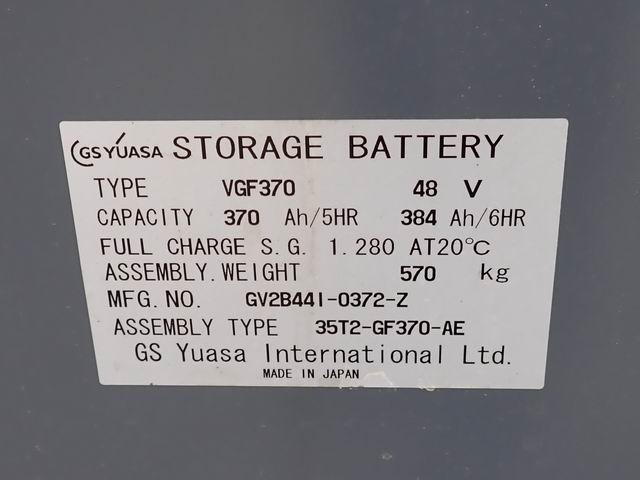 GS YUASA STORAGE BATTERY
TYPE VGF370 48 V
CAPACITY 370 Ah/5HR 384 Ah/6HR
FULL CHARGE S.G. 1.280 AT20℃
ASSEMBLY.WEIGHT 570 kg
MFG.NO. GV2B441-0372-Z
ASSEMBLY TYPE 35T2-GF370-AE
GS Yuasa International Ltd.
MADE IN JAPAN